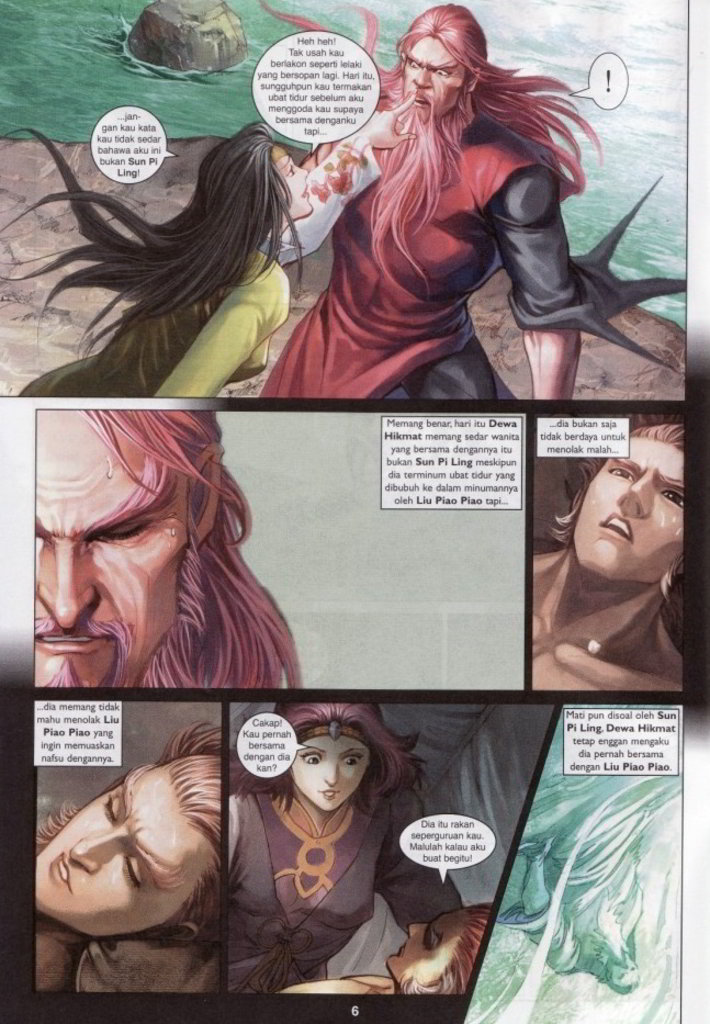 Heh heh!
Tak usah kau
berlakon seperti lelaki
yang bersopan lagi. Hari itu,
sungguhpun kau termakan
ubat tidur sebelum aku
menggoda kau supaya
bersama denganku
tapi...
!
...jan-
gan kau kata
kau tidak sedar
bahawa aku ini
bukan Sun Pi
Ling!
Memang benar, hari itu Dewa
Hikmat memang sedar wanita
yang bersama dengannya itu
bukan Sun Pi Ling meskipun
dia terminum ubat tidur yang
dibubuh ke dalam minumannya
oleh Liu Piao Piao tapi...
...dia bukan saja
tidak berdaya untuk
menolak malah...
...dia memang tidak
mahu menolak Liu
Piao Piao yang
ingin memuaskan
nafsu dengannya.
Cakap!
Kau pernah
bersama
dengan dia
kan?
Dia itu rakan
seperguruan kau.
Malulah kalau aku
buat begitu!
Mati pun disoal oleh Sun
Pi Ling, Dewa Hikmat
tetap enggan mengaku
dia pernah bersama
dengan Liu Piao Piao.
6